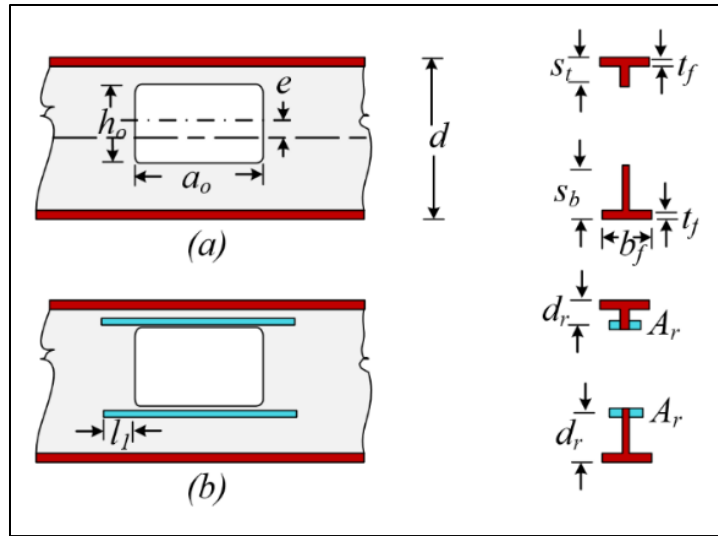 e
s_t
t_f
h_o
d
a_o
s_b
t_f
b_f
(a)
d_r
A_r
A_r
d_r
l_1
(b)